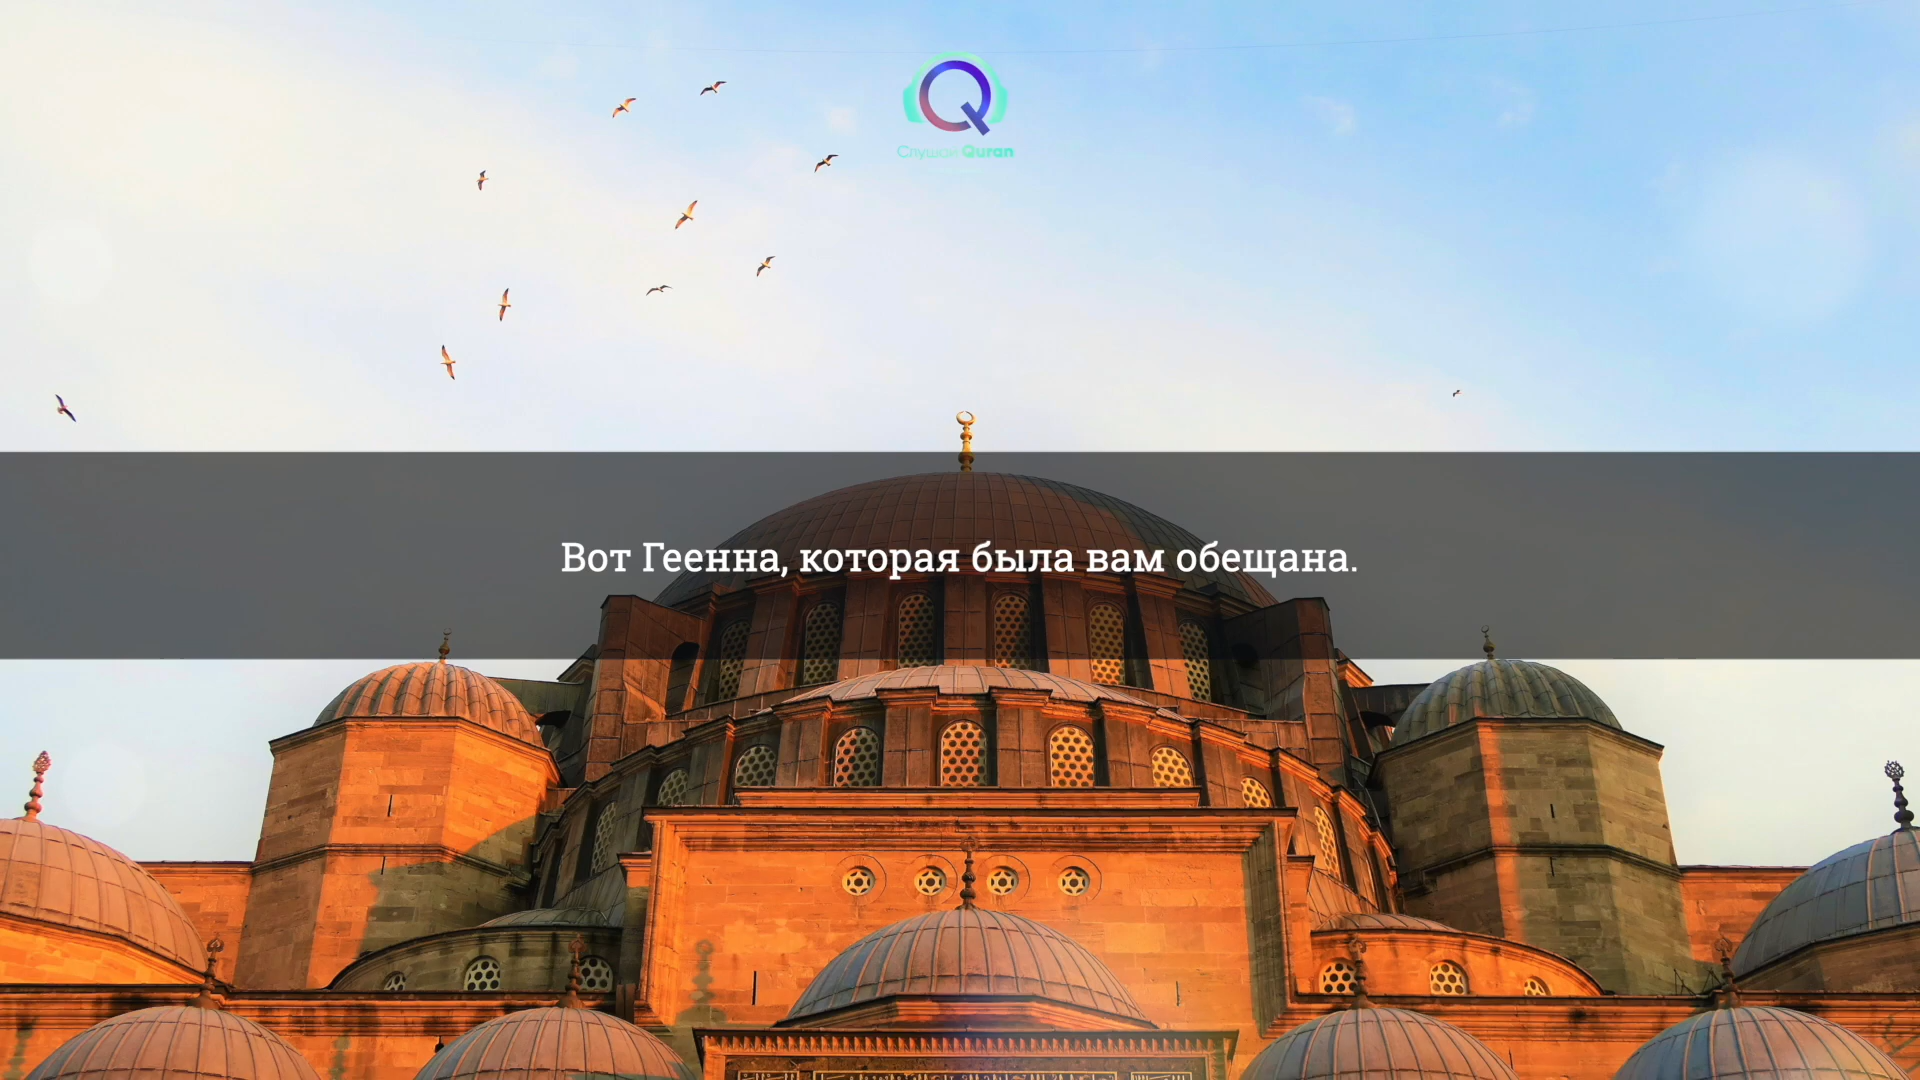 Слушай Quran
Вот Геенна, которая была вам обещана.